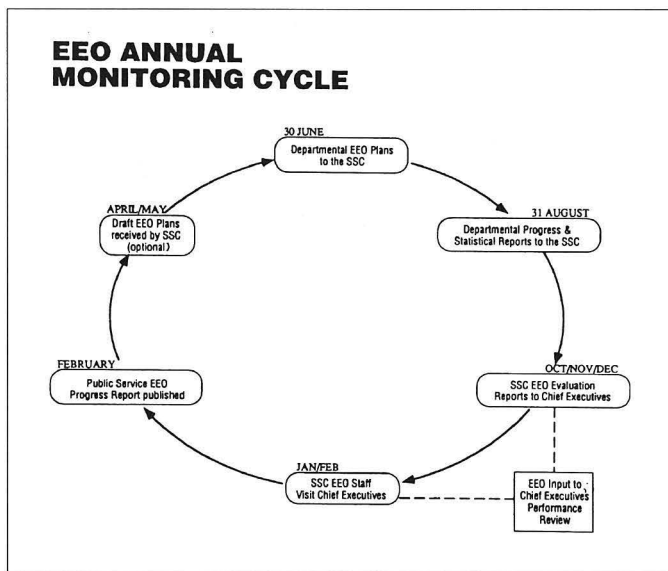 EEO ANNUAL
MONITORING CYCLE
30 JUNE
Departmental EEO Plans
to the SSC
31 AUGUST
Departmental Progress &
Statistical Reports to the SSC
OCT/NOV/DEC
SSC EEO Evaluation
Reports to Chief Executives
EEO Input to
Chief Executives
Performance
Review
JAN/FEB
SSC EEO Staff
Visit Chief Executives
FEBRUARY
Public Service EEO
Progress Report published
APRIL/MAY
Draft EEO Plans
received by SSC
(optional)